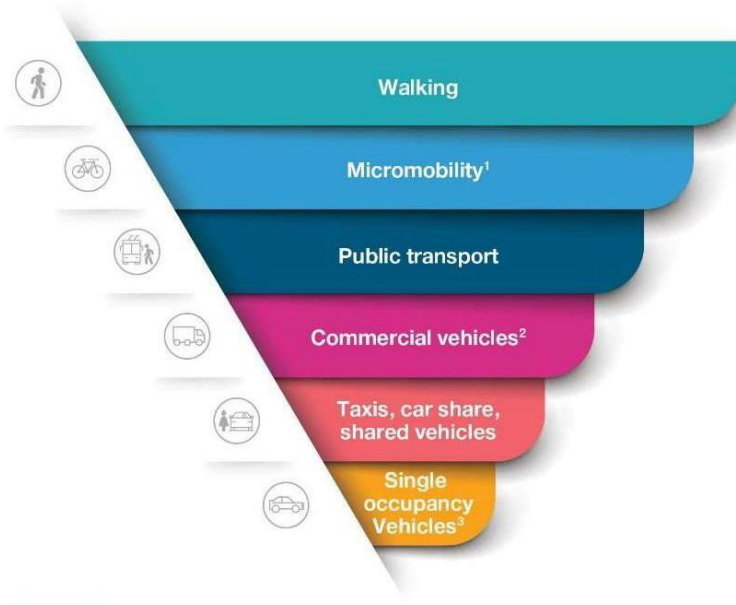 Walking
Micromobility¹
Public transport
Commercial vehicles²
Taxis, car share,
shared vehicles
Single
occupancy
Vehicles³